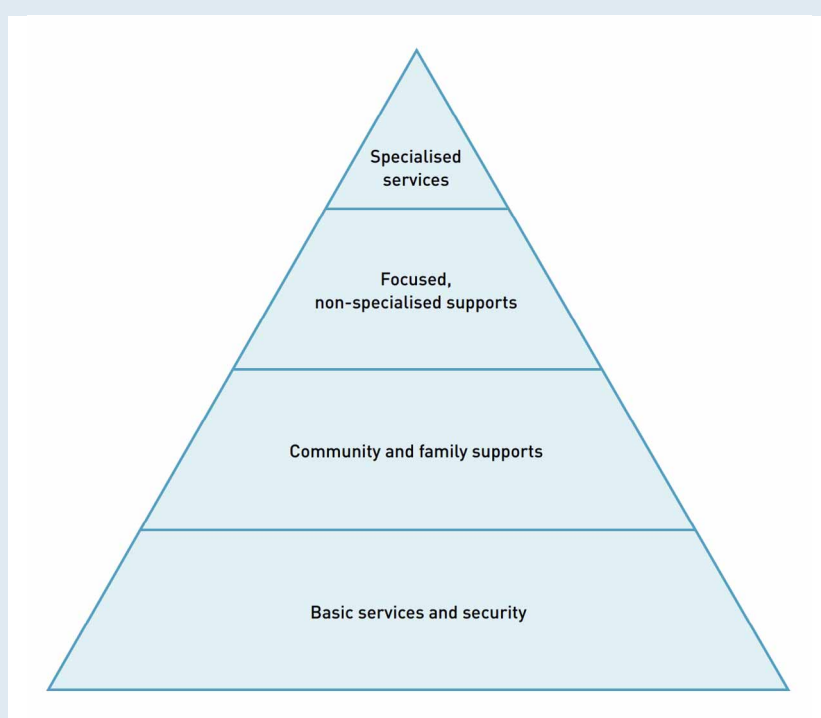 Specialised
services
Focused,
non-specialised supports
Community and family supports
Basic services and security